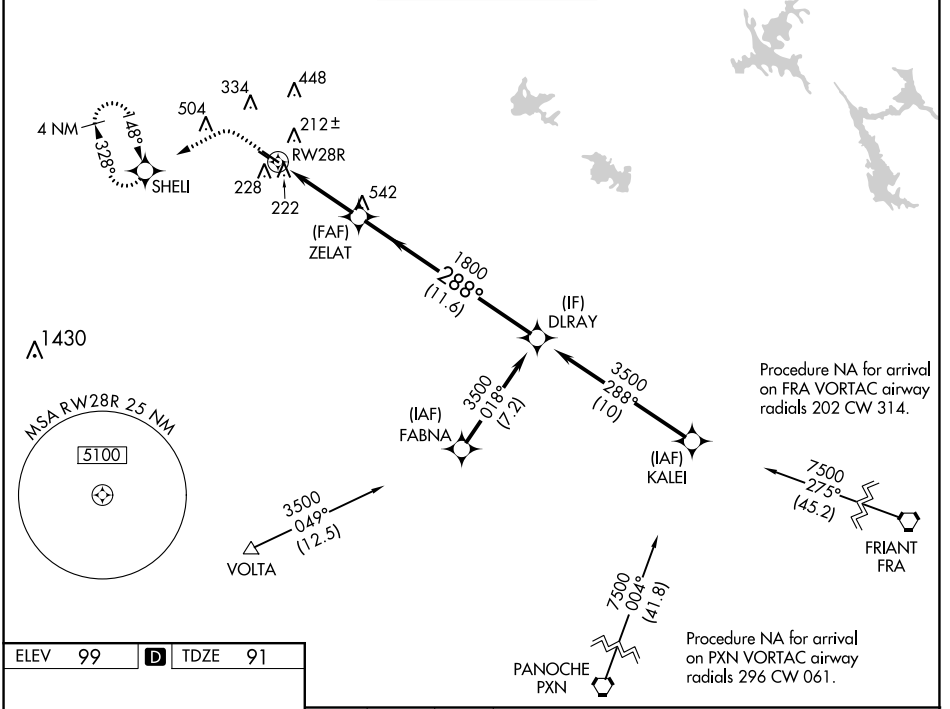 448
334
504
4 NM
148°
328°
212±
RW28R
SHELI
228
222
542
(FAF)
ZELAT
1800
288°
(11.6)
(IF)
DLRAY
1430
MSA RW28R 25 NM
5100
3500
018°
(7.2)
3500
288°
(10)
Procedure NA for arrival
on FRA VORTAC airway
radials 202 CW 314.
(IAF)
FABNA
(IAF)
KALEI
3500
049°
(12.5)
VOLTA
7500
275°
(45.2)
FRIANT
FRA
7500
004°
(41.8)
PANOCHE
PXN
Procedure NA for arrival
on PXN VORTAC airway
radials 296 CW 061.
ELEV 99 D TDZE 91